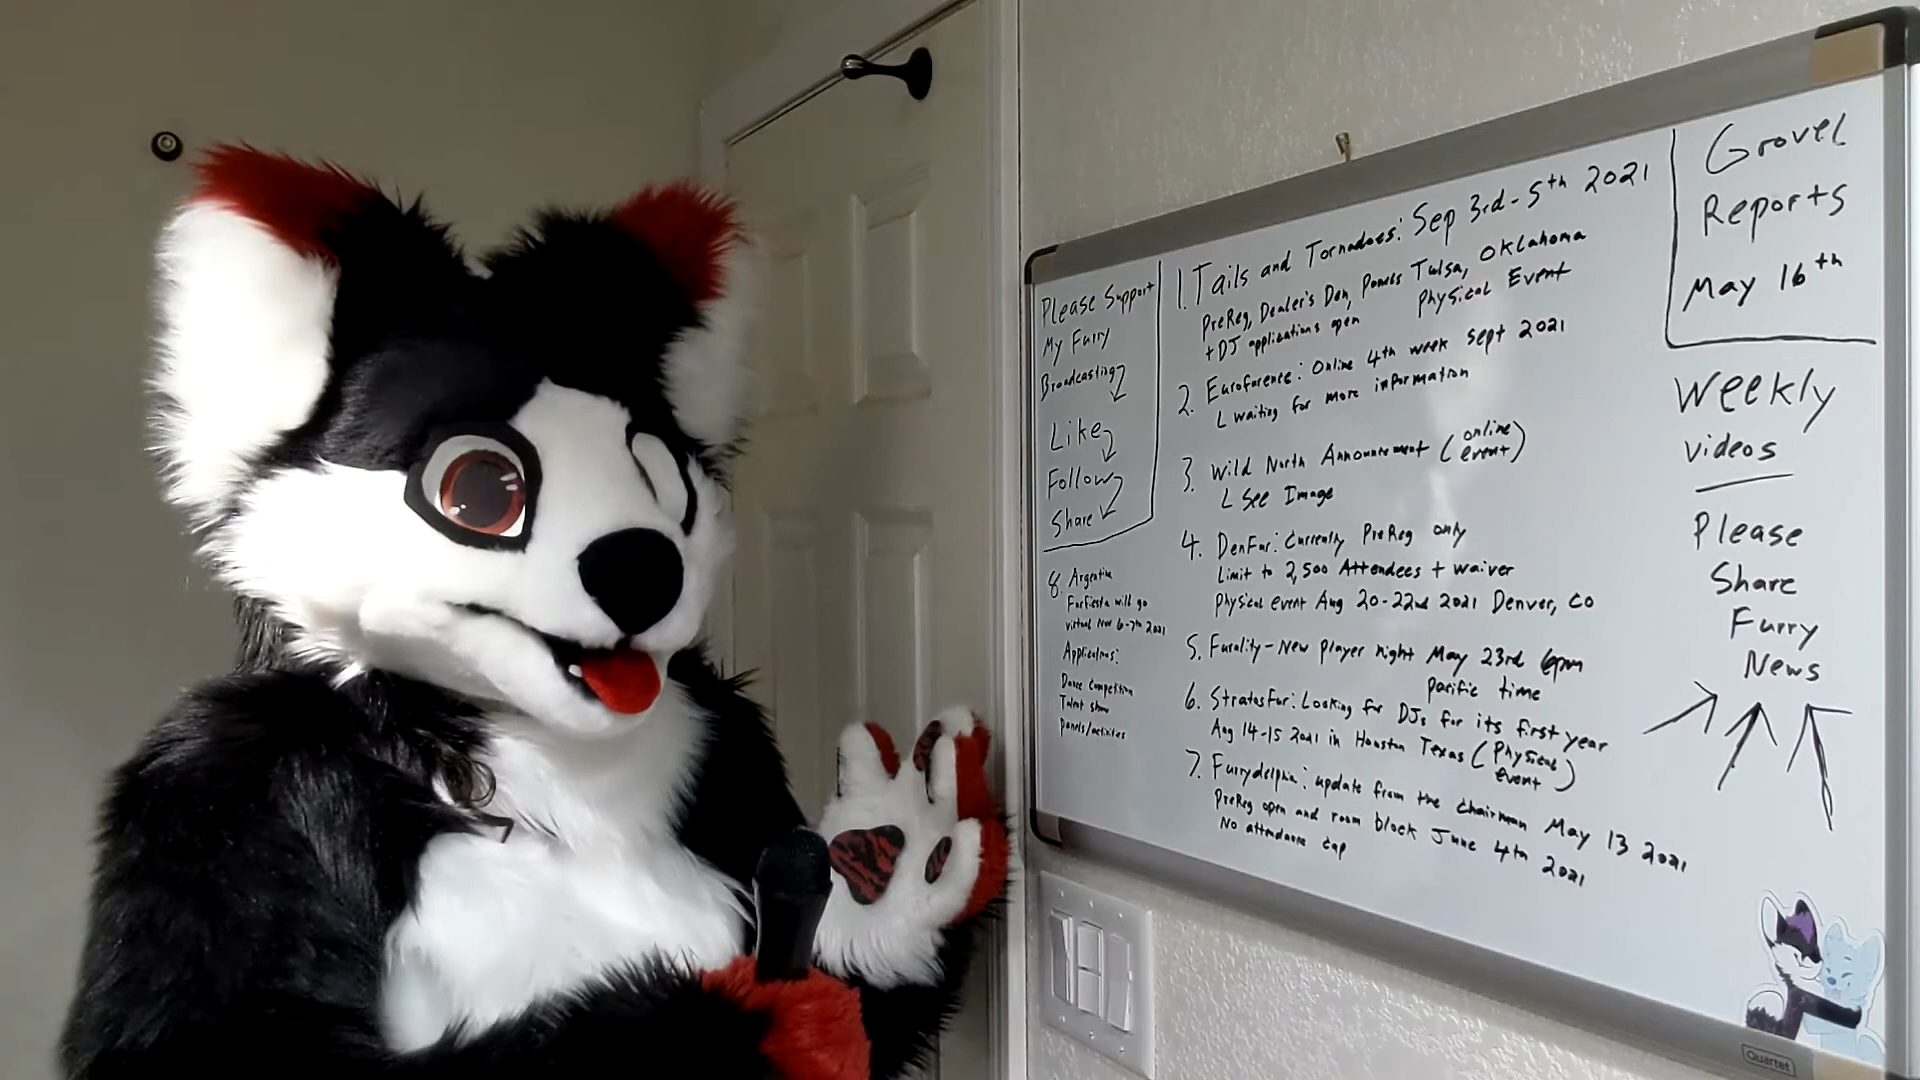 Please Support
My Furry
Broadcasting
Like
Follow
Share
1. Tails and Tornadoes: Sep 3rd-5th 2021
PreReg, Dealer's Den, Panels Tulsa, Oklahoma
+ DJ applications open Physical Event
2. Eurofurence: Online 4th week Sept 2021
L waiting for more information
3. Wild North Announcement (online event)
L See Image
4. DenFur: Currently PreReg only
Limit to 2,500 Attendees + waiver
Physical event Aug 20-22nd 2021 Denver, CO
5. Furality - New player night May 23rd 6pm
pacific time
6. StratosFur: Looking for DJs for its first year
Aug 14-15 2021 in Houston Texas (Physical event)
7. Furrydelphia: update from the chairman May 13 2021
PreReg open and room block June 4th 2021
No attendance cap
8. Argentina
FurFiesta will go
virtual Nov 6-7th 2021
Applications:
Dance Competition
Talent show
panels/activities
Grovel
Reports
May 16th
Weekly
videos
Please
Share
Furry
News
Quartet